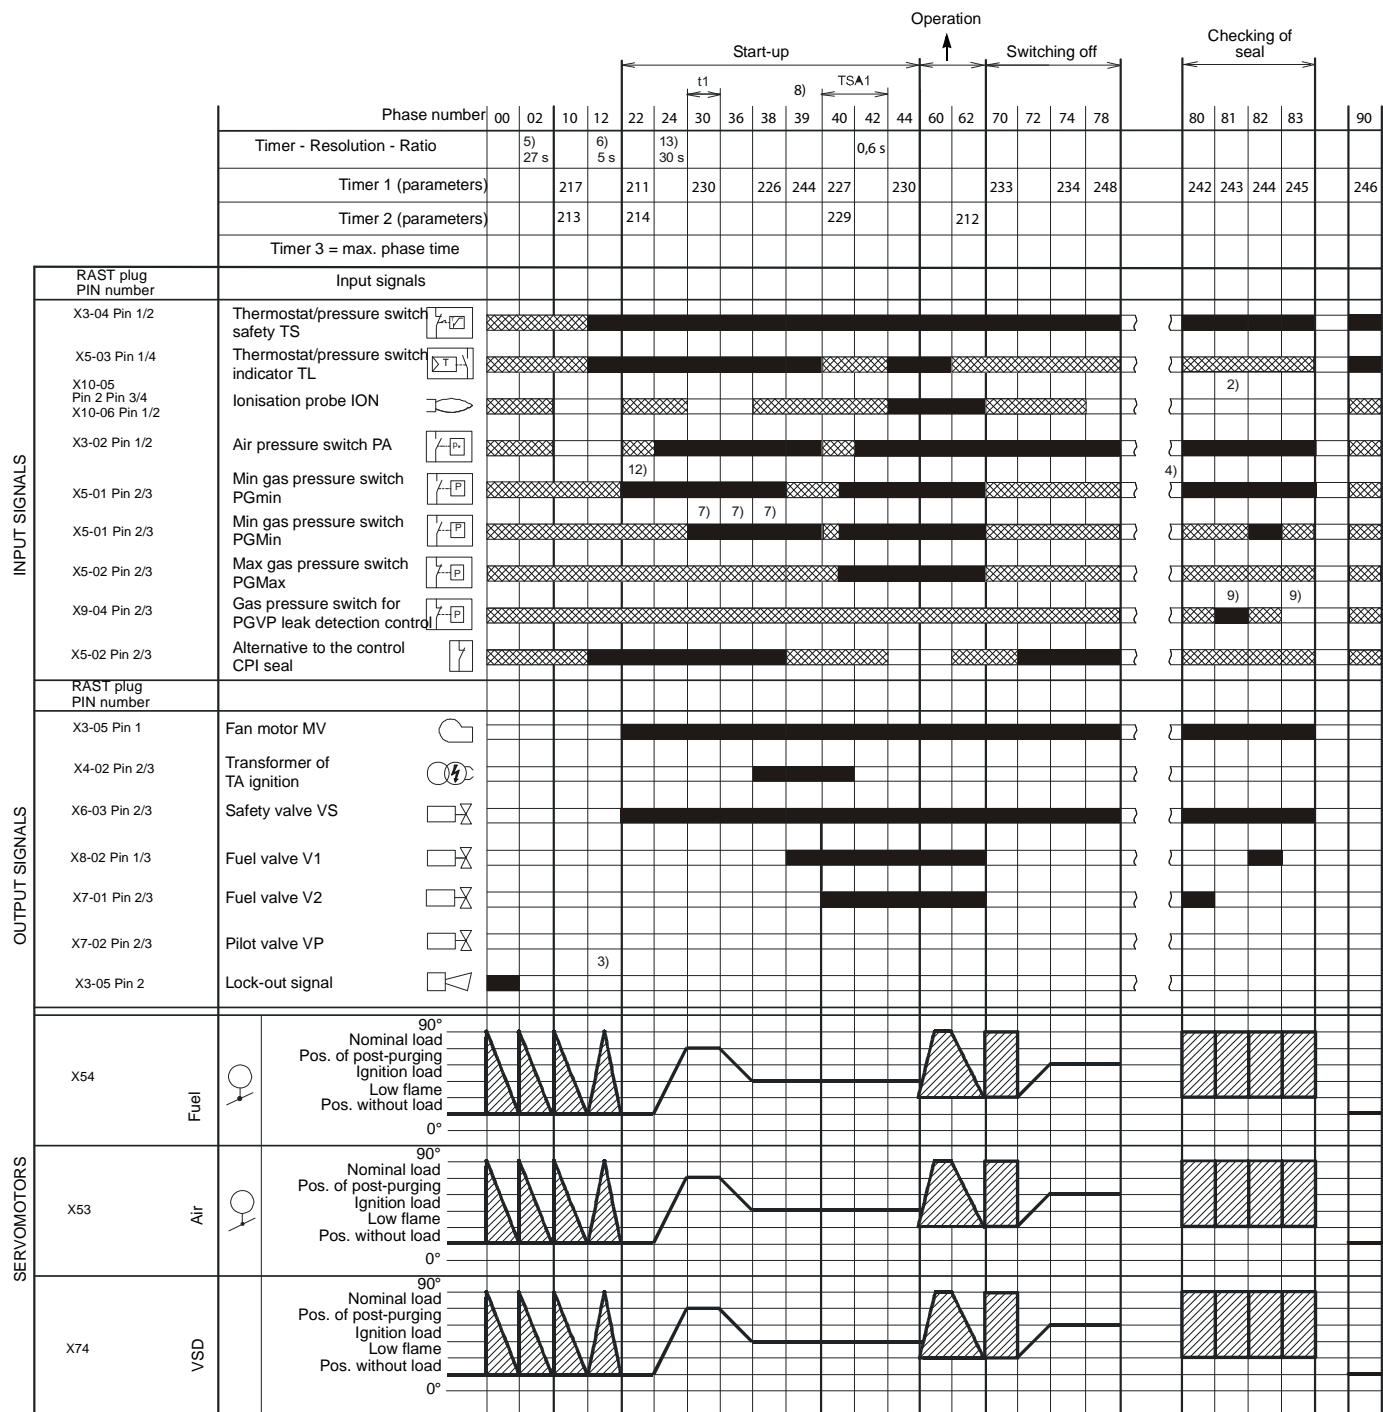 Operation
Start-up
Switching off
Checking of
seal
t1
8)
TSA1
Phase number 00 02 10 12 22 24 30 36 38 39 40 42 44 60 62 70 72 74 78 80 81 82 83 90
Timer - Resolution - Ratio 5) 6) 13) 0,6 s
27 s 5 s 30 s
Timer 1 (parameters) 217 211 230 226 244 227 230 233 234 248 242 243 244 245 246
Timer 2 (parameters) 213 214 229 212
Timer 3 = max. phase time
RAST plug
PIN number
Input signals
INPUT SIGNALS
X3-04 Pin 1/2 Thermostat/pressure switch
safety TS
X5-03 Pin 1/4 Thermostat/pressure switch
indicator TL
T
2)
X10-05
Pin 2 Pin 3/4
X10-06 Pin 1/2
Ionisation probe ION
X3-02 Pin 1/2 Air pressure switch PA
P
12) 4)
X5-01 Pin 2/3 Min gas pressure switch
PGmin
P
7) 7) 7)
X5-01 Pin 2/3 Min gas pressure switch
PGMin
P
X5-02 Pin 2/3 Max gas pressure switch
PGMax
P
9) 9)
X9-04 Pin 2/3 Gas pressure switch for
PGVP leak detection control
P
X5-02 Pin 2/3 Alternative to the control
CPI seal
RAST plug
PIN number
OUTPUT SIGNALS
X3-05 Pin 1 Fan motor MV
X4-02 Pin 2/3 Transformer of
TA ignition
X6-03 Pin 2/3 Safety valve VS
X8-02 Pin 1/3 Fuel valve V1
X7-01 Pin 2/3 Fuel valve V2
X7-02 Pin 2/3 Pilot valve VP
3)
X3-05 Pin 2 Lock-out signal
SERVOMOTORS
X54
Fuel
90°
Nominal load
Pos. of post-purging
Ignition load
Low flame
Pos. without load
0°
X53
Air
90°
Nominal load
Pos. of post-purging
Ignition load
Low flame
Pos. without load
0°
X74
VSD
90°
Nominal load
Pos. of post-purging
Ignition load
Low flame
Pos. without load
0°